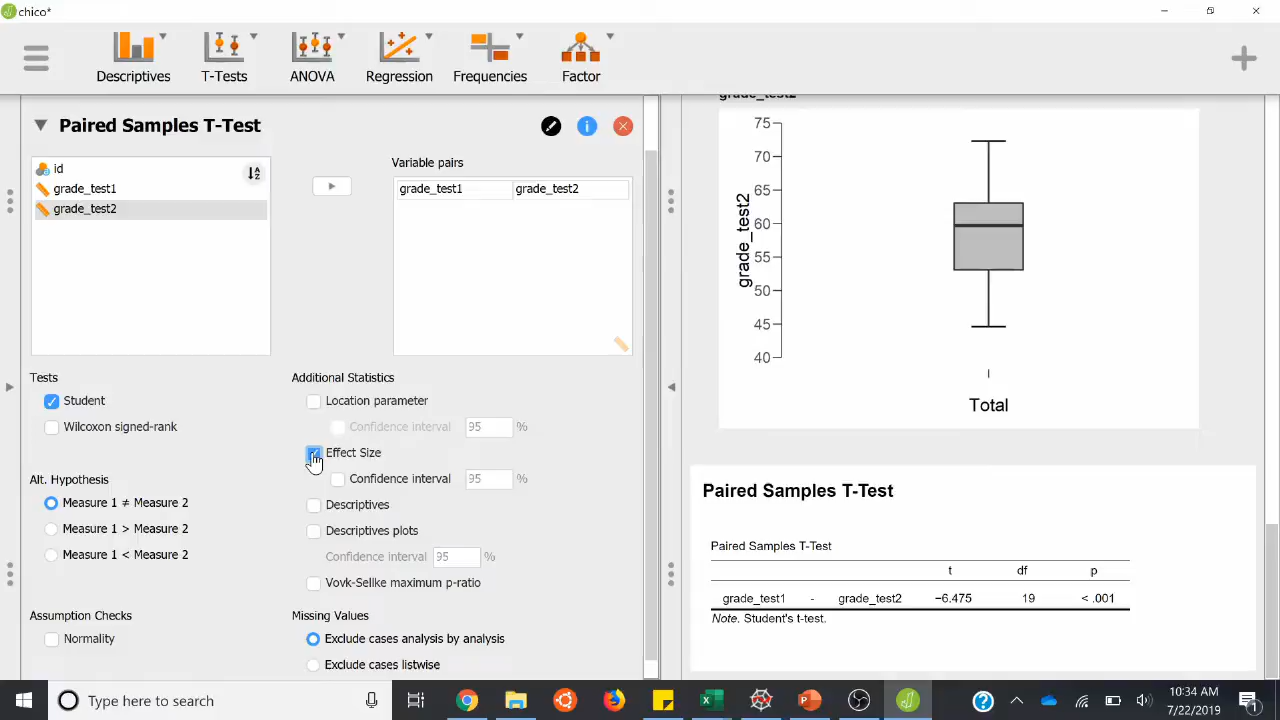 chico*
Descriptives
T-Tests
ANOVA
Regression
Frequencies
Factor
Paired Samples T-Test
id
grade_test1
grade_test2
Variable pairs
grade_test1 grade_test2
Tests
Student
Wilcoxon signed-rank
Alt. Hypothesis
Measure 1 ≠ Measure 2
Measure 1 > Measure 2
Measure 1 < Measure 2
Assumption Checks
Normality
Additional Statistics
Location parameter
Confidence interval 95 %
Effect Size
Confidence interval 95 %
Descriptives
Descriptives plots
Confidence interval 95 %
Vovk-Sellke maximum p-ratio
Missing Values
Exclude cases analysis by analysis
Exclude cases listwise
grade_test2
75
70
65
60
55
50
45
40
grade_test2
Total
Paired Samples T-Test
Paired Samples T-Test
t df p
grade_test1 - grade_test2 −6.475 19 < .001
Note. Student's t-test.
Type here to search
10:34 AM
7/22/2019
1